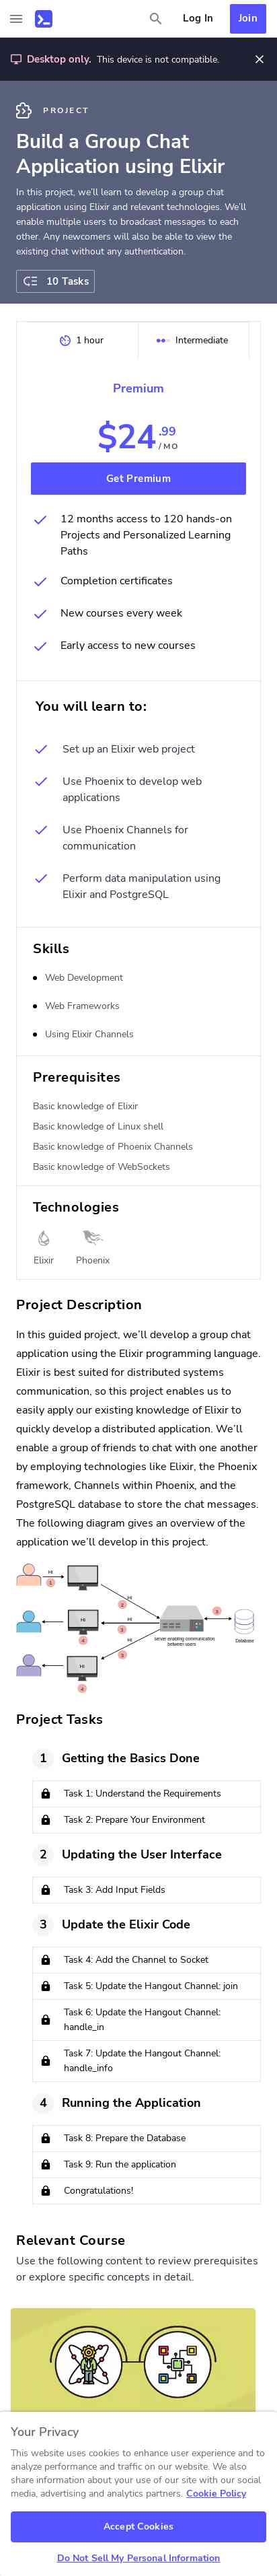 Log In
Join
Desktop only. This device is not compatible.
PROJECT
Build a Group Chat
Application using Elixir
In this project, we'll learn to develop a group chat
application using Elixir and relevant technologies. We'll
enable multiple users to broadcast messages to each
other. Any newcomers will also be able to view the
existing chat without any authentication.
10 Tasks
1 hour
Intermediate
Premium
$24.99
/ MO
Get Premium
12 months access to 120 hands-on
Projects and Personalized Learning
Paths
Completion certificates
New courses every week
Early access to new courses
You will learn to:
Set up an Elixir web project
Use Phoenix to develop web
applications
Use Phoenix Channels for
communication
Perform data manipulation using
Elixir and PostgreSQL
Skills
Web Development
Web Frameworks
Using Elixir Channels
Prerequisites
Basic knowledge of Elixir
Basic knowledge of Linux shell
Basic knowledge of Phoenix Channels
Basic knowledge of WebSockets
Technologies
Elixir
Phoenix
Project Description
In this guided project, we'll develop a group chat
application using the Elixir programming language.
Elixir is best suited for distributed systems
communication, so this project enables us to
easily apply our existing knowledge of Elixir to
quickly develop a distributed application. We'll
enable a group of friends to chat with one another
by employing technologies like Elixir, the Phoenix
framework, Channels within Phoenix, and the
PostgreSQL database to store the chat messages.
The following diagram gives an overview of the
application we'll develop in this project.
Hi
1
Hi
2
Hi
4
Hi
3
Hi
3
Hi
4
5
server enabling communication
between users
Database
Project Tasks
1 Getting the Basics Done
Task 1: Understand the Requirements
Task 2: Prepare Your Environment
2 Updating the User Interface
Task 3: Add Input Fields
3 Update the Elixir Code
Task 4: Add the Channel to Socket
Task 5: Update the Hangout Channel: join
Task 6: Update the Hangout Channel:
handle_in
Task 7: Update the Hangout Channel:
handle_info
4 Running the Application
Task 8: Prepare the Database
Task 9: Run the application
Congratulations!
Relevant Course
Use the following content to review prerequisites
or explore specific concepts in detail.
Your Privacy
This website uses cookies to enhance user experience and to
analyze performance and traffic on our website. We also
share information about your use of our site with our social
media, advertising and analytics partners. Cookie Policy
Accept Cookies
Do Not Sell My Personal Information